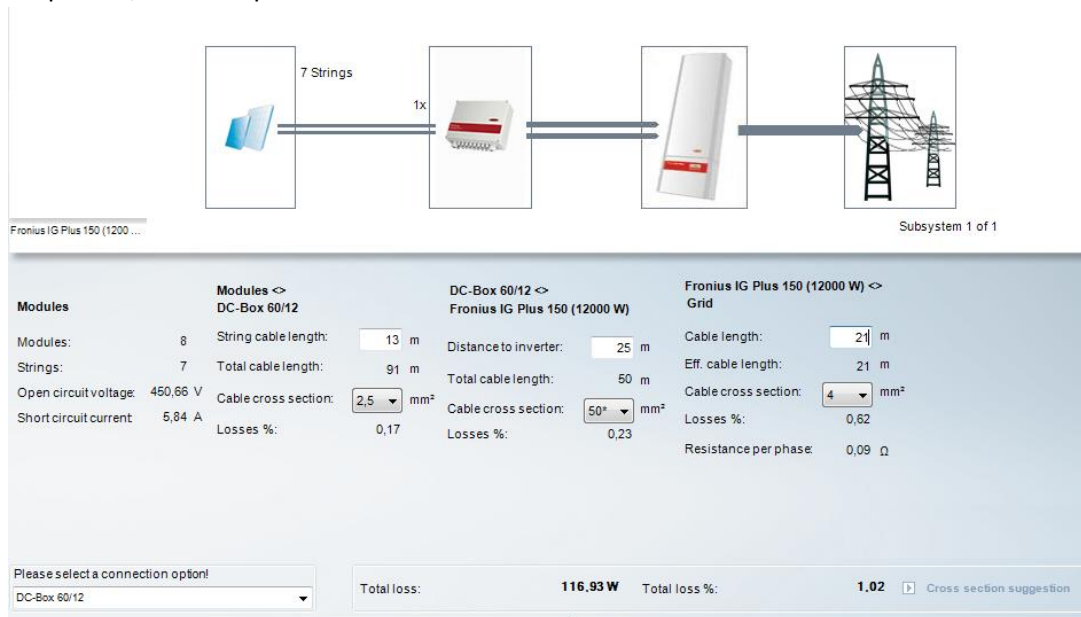 7 Strings
1x
Fronius IG Plus 150 (1200 ...
Subsystem 1 of 1
Modules
Modules: 8
Strings: 7
Open circuit voltage: 450,66 V
Short circuit current: 5,84 A
Modules <>
DC-Box 60/12
String cable length: 13 m
Total cable length: 91 m
Cable cross section: 2,5 mm²
Losses %: 0,17
DC-Box 60/12 <>
Fronius IG Plus 150 (12000 W)
Distance to inverter: 25 m
Total cable length: 50 m
Cable cross section: 50* mm²
Losses %: 0,23
Fronius IG Plus 150 (12000 W) <>
Grid
Cable length: 21 m
Eff. cable length: 21 m
Cable cross section: 4 mm²
Losses %: 0,62
Resistance per phase: 0,09 Ω
Please select a connection option!
DC-Box 60/12
Total loss: 116,93 W Total loss %: 1,02 Cross section suggestion